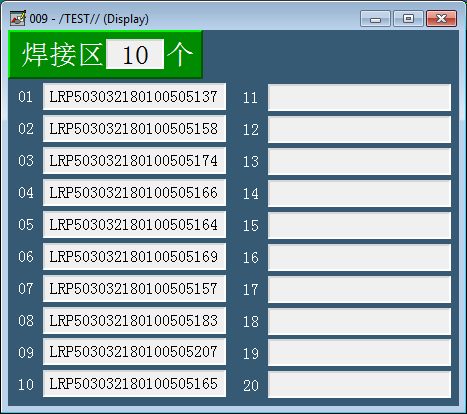 009 - /TEST// (Display)
焊接区 10 个
01 LRP503032180100505137
02 LRP503032180100505158
03 LRP503032180100505174
04 LRP503032180100505166
05 LRP503032180100505164
06 LRP503032180100505169
07 LRP503032180100505157
08 LRP503032180100505183
09 LRP503032180100505207
10 LRP503032180100505165
11
12
13
14
15
16
17
18
19
20